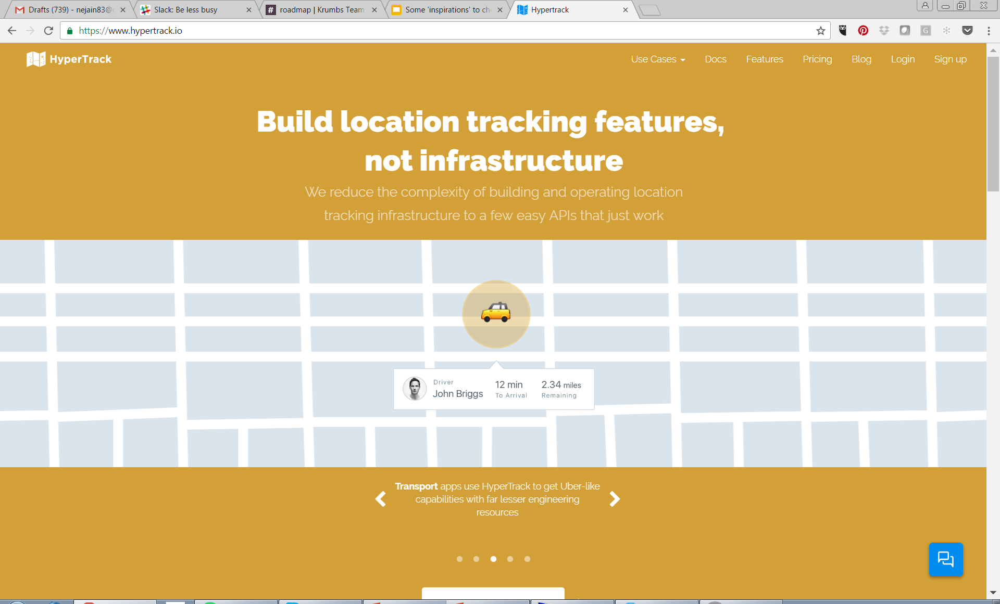 Drafts (739) - nejain83@g
Slack: Be less busy
roadmap | Krumbs Team
Some 'inspirations' to ch
Hypertrack
https://www.hypertrack.io
G
HyperTrack
Use Cases
Docs
Features
Pricing
Blog
Login
Sign up
Build location tracking features,
not infrastructure
We reduce the complexity of building and operating location
tracking infrastructure to a few easy APIs that just work
Driver
John Briggs
12 min
To Arrival
2.34 miles
Remaining
Transport apps use HyperTrack to get Uber-like
capabilities with far lesser engineering
resources